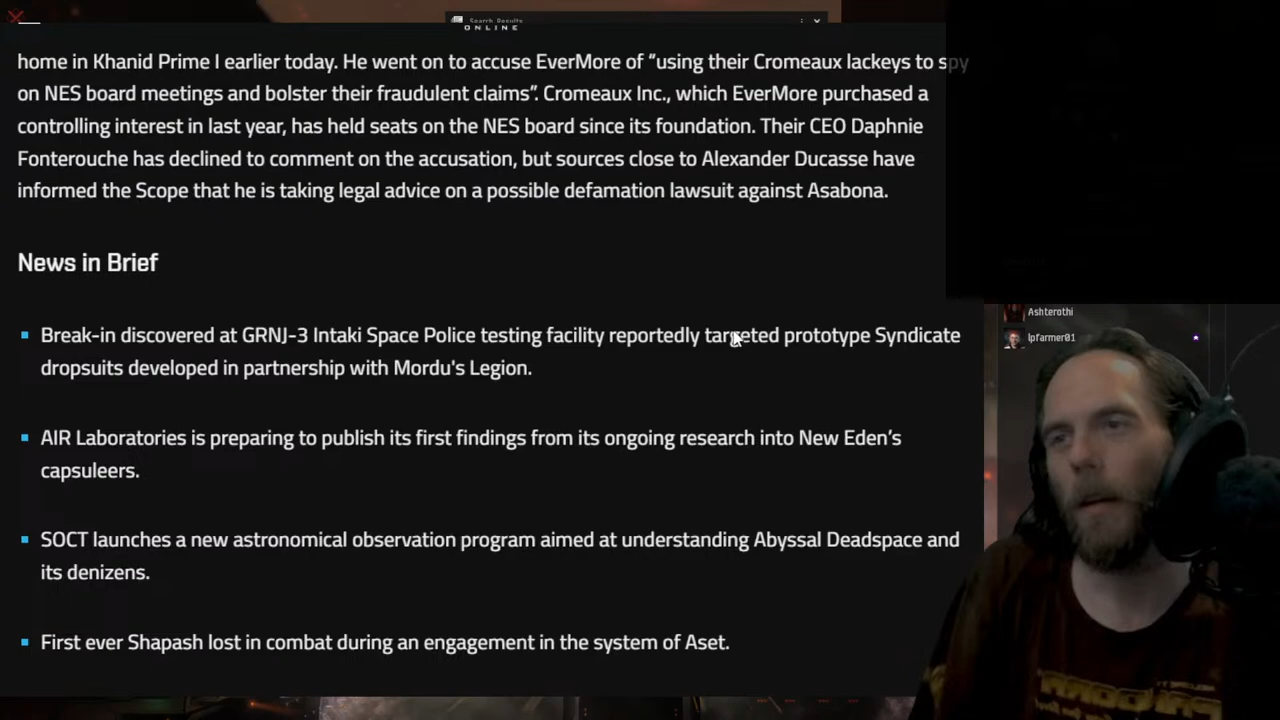 Search Results
ONLINE
home in Khanid Prime I earlier today. He went on to accuse EverMore of “using their Cromeaux lackeys to spy
on NES board meetings and bolster their fraudulent claims”. Cromeaux Inc., which EverMore purchased a
controlling interest in last year, has held seats on the NES board since its foundation. Their CEO Daphnie
Fonterouche has declined to comment on the accusation, but sources close to Alexander Ducasse have
informed the Scope that he is taking legal advice on a possible defamation lawsuit against Asabona.
News in Brief
Break-in discovered at GRNJ-3 Intaki Space Police testing facility reportedly targeted prototype Syndicate
dropsuits developed in partnership with Mordu's Legion.
AIR Laboratories is preparing to publish its first findings from its ongoing research into New Eden’s
capsuleers.
SOCT launches a new astronomical observation program aimed at understanding Abyssal Deadspace and
its denizens.
First ever Shapash lost in combat during an engagement in the system of Aset.
Ashterothi
lpfarmer01